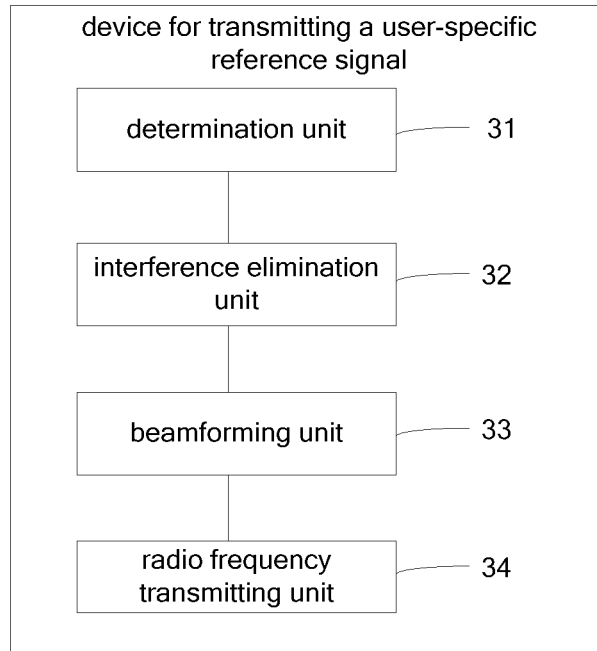 device for transmitting a user-specific
reference signal
determination unit
31
interference elimination
unit
32
beamforming unit
33
radio frequency
transmitting unit
34